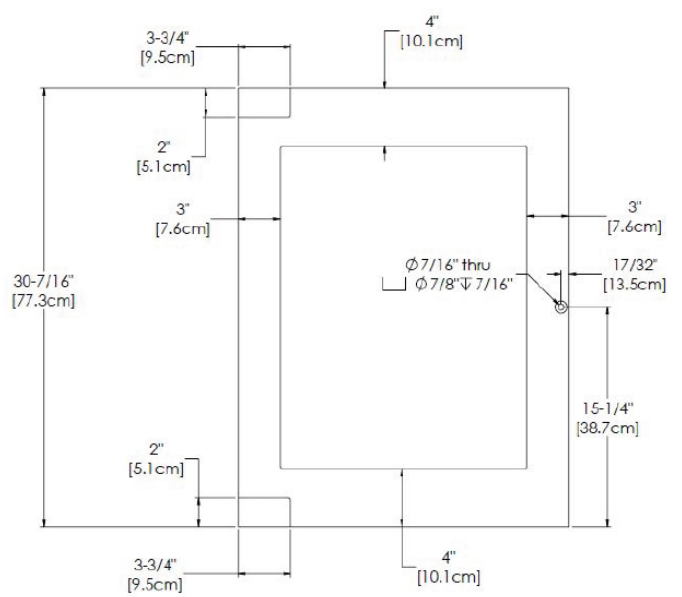 4"
[10.1cm]
3-3/4"
[9.5cm]
2"
[5.1cm]
3"
[7.6cm]
3"
[7.6cm]
30-7/16"
[77.3cm]
Ø7/16" thru
⌴ Ø7/8"↧ 7/16"
17/32"
[13.5cm]
15-1/4"
[38.7cm]
2"
[5.1cm]
3-3/4"
[9.5cm]
4"
[10.1cm]